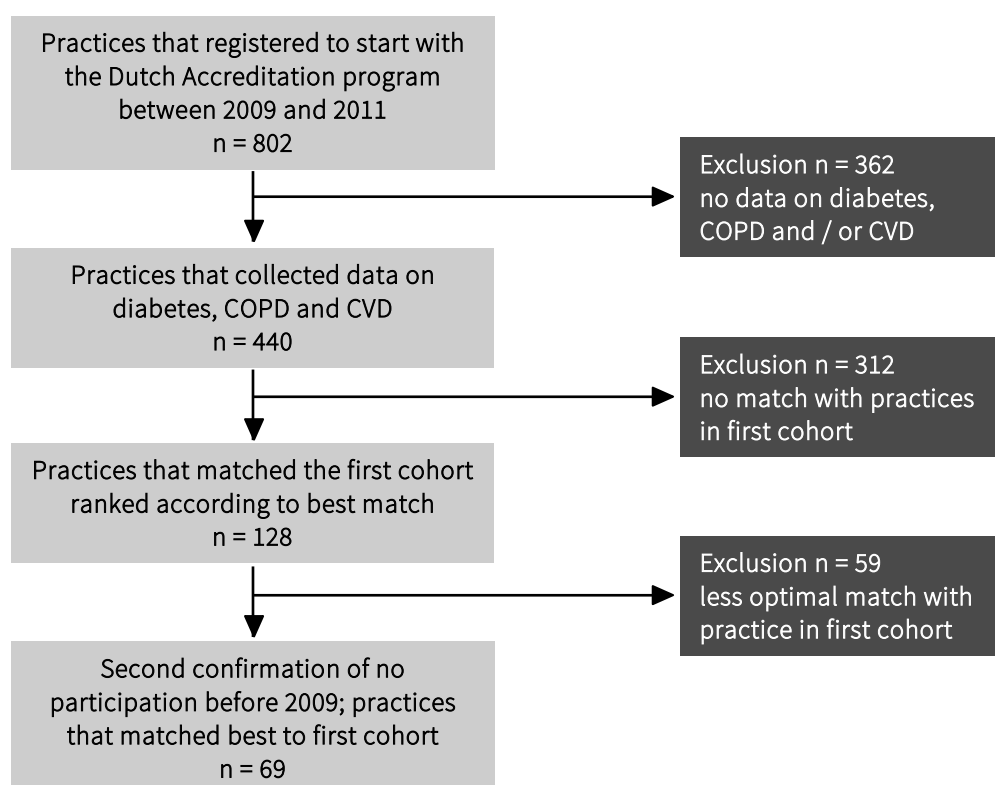 Practices that registered to start with
the Dutch Accreditation program
between 2009 and 2011
n = 802
Exclusion n = 362
no data on diabetes,
COPD and / or CVD
Practices that collected data on
diabetes, COPD and CVD
n = 440
Exclusion n = 312
no match with practices
in first cohort
Practices that matched the first cohort
ranked according to best match
n = 128
Exclusion n = 59
less optimal match with
practice in first cohort
Second confirmation of no
participation before 2009; practices
that matched best to first cohort
n = 69